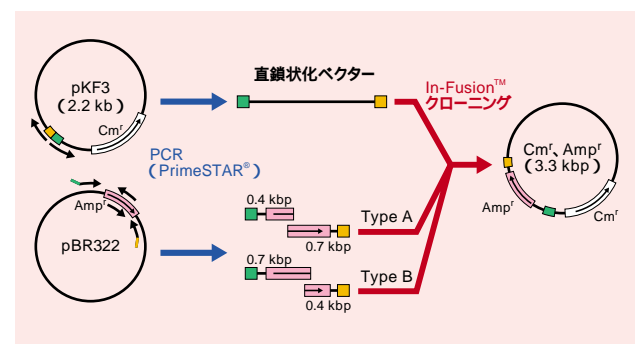 pKF3
(2.2 kb)
Cmʳ
直鎖状化ベクター
In-Fusion™
クローニング
PCR
(PrimeSTAR®)
Ampʳ
pBR322
0.4 kbp
0.7 kbp
Type A
0.7 kbp
0.4 kbp
Type B
Cmʳ、Ampʳ
(3.3 kbp)
Ampʳ
Cmʳ